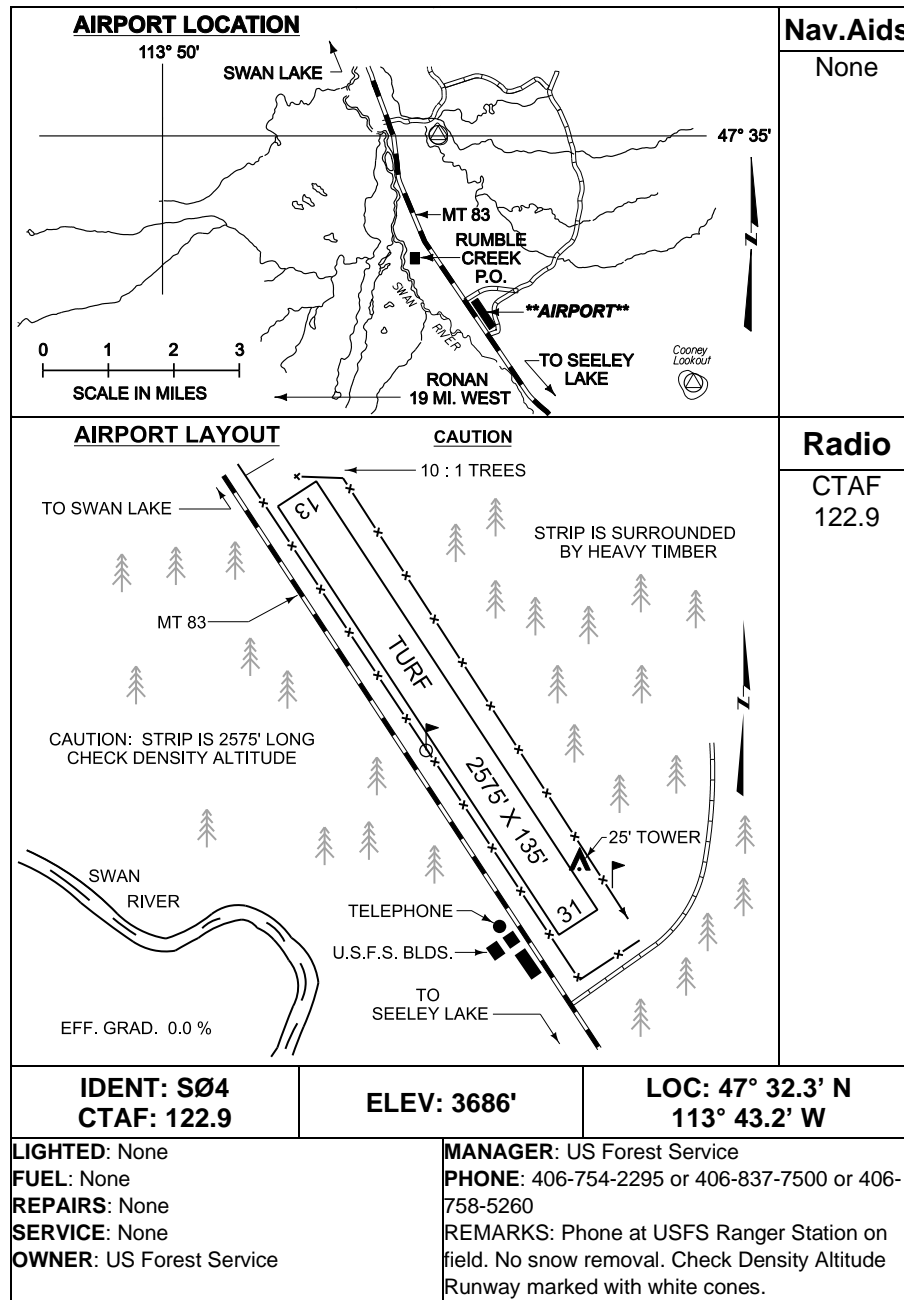 AIRPORT LOCATION
113° 50'
SWAN LAKE
47° 35'
MT 83
RUMBLE
CREEK
P.O.
**AIRPORT**
SWAN
RIVER
N
0 1 2 3
SCALE IN MILES
RONAN
19 MI. WEST
TO SEELEY
LAKE
Cooney
Lookout
Nav.Aids
None
AIRPORT LAYOUT
CAUTION
10 : 1 TREES
TO SWAN LAKE
13
STRIP IS SURROUNDED
BY HEAVY TIMBER
MT 83
TURF
N
CAUTION: STRIP IS 2575' LONG
CHECK DENSITY ALTITUDE
2575' X 135'
25' TOWER
SWAN
RIVER
31
TELEPHONE
U.S.F.S. BLDS.
TO
SEELEY LAKE
EFF. GRAD. 0.0 %
Radio
CTAF
122.9
IDENT: SØ4
CTAF: 122.9
ELEV: 3686'
LOC: 47° 32.3’ N
113° 43.2’ W
LIGHTED: None
FUEL: None
REPAIRS: None
SERVICE: None
OWNER: US Forest Service
MANAGER: US Forest Service
PHONE: 406-754-2295 or 406-837-7500 or 406-
758-5260
REMARKS: Phone at USFS Ranger Station on
field. No snow removal. Check Density Altitude
Runway marked with white cones.